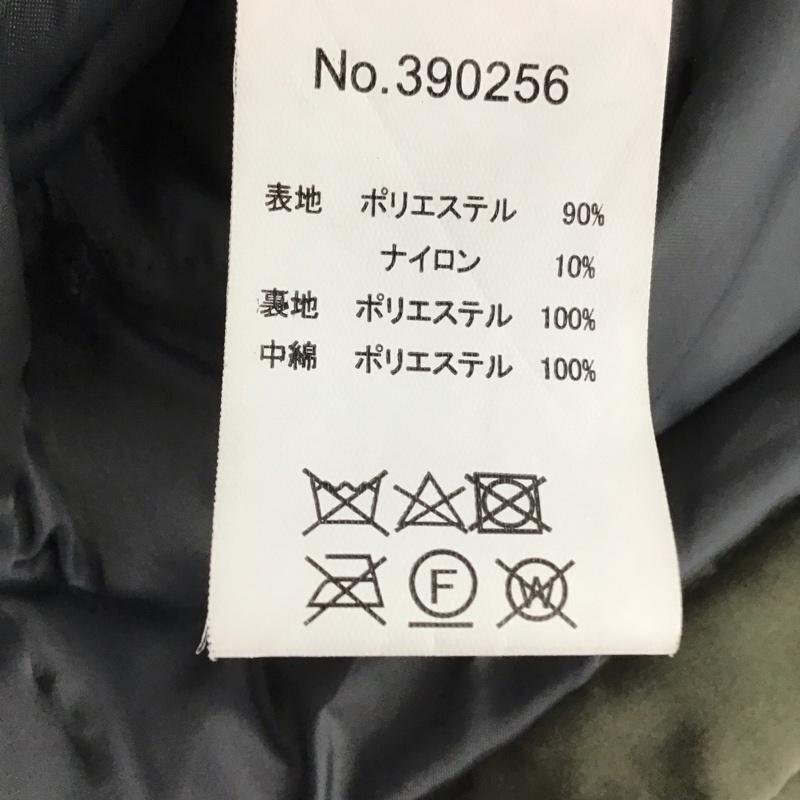 No.390256
表地 ポリエステル 90%
ナイロン 10%
裏地 ポリエステル 100%
中綿 ポリエステル 100%
F W